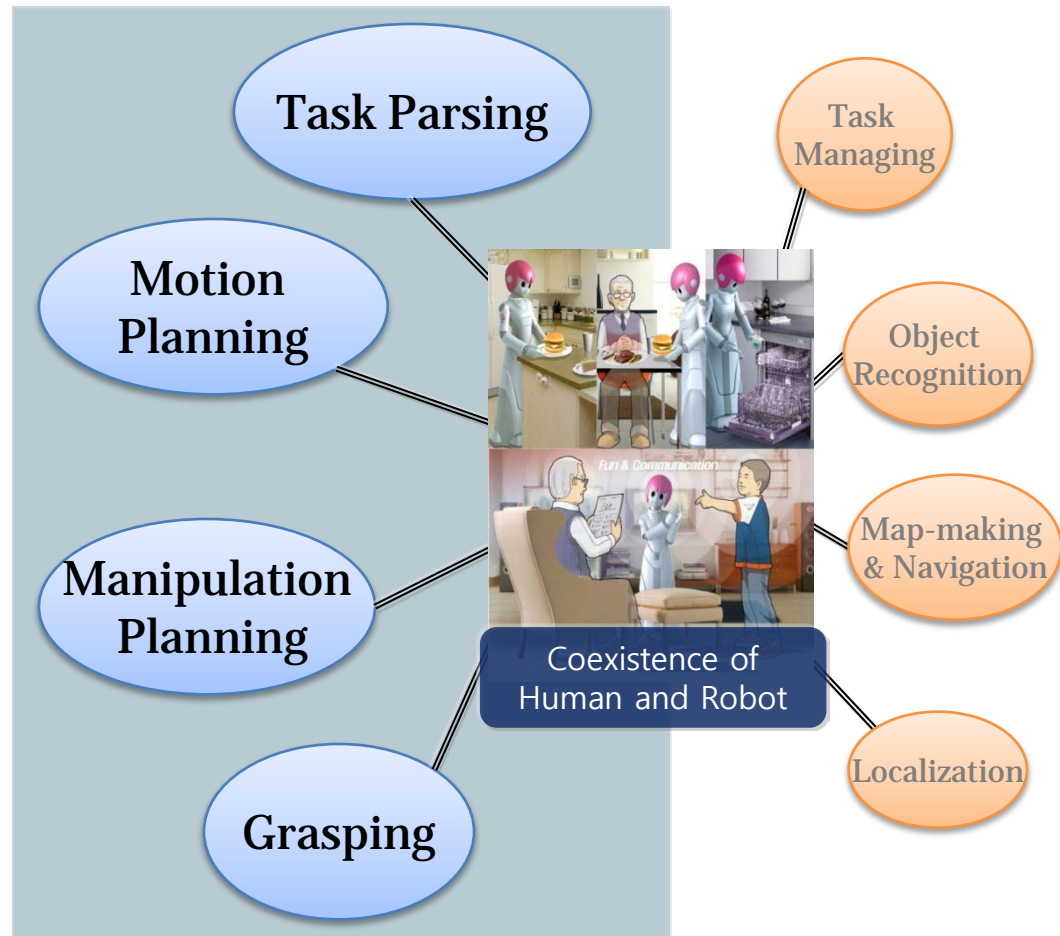 Task Parsing
Task
Managing
Motion
Planning
Object
Recognition
Fun & Communication
Manipulation
Planning
Map-making
& Navigation
Coexistence of
Human and Robot
Localization
Grasping